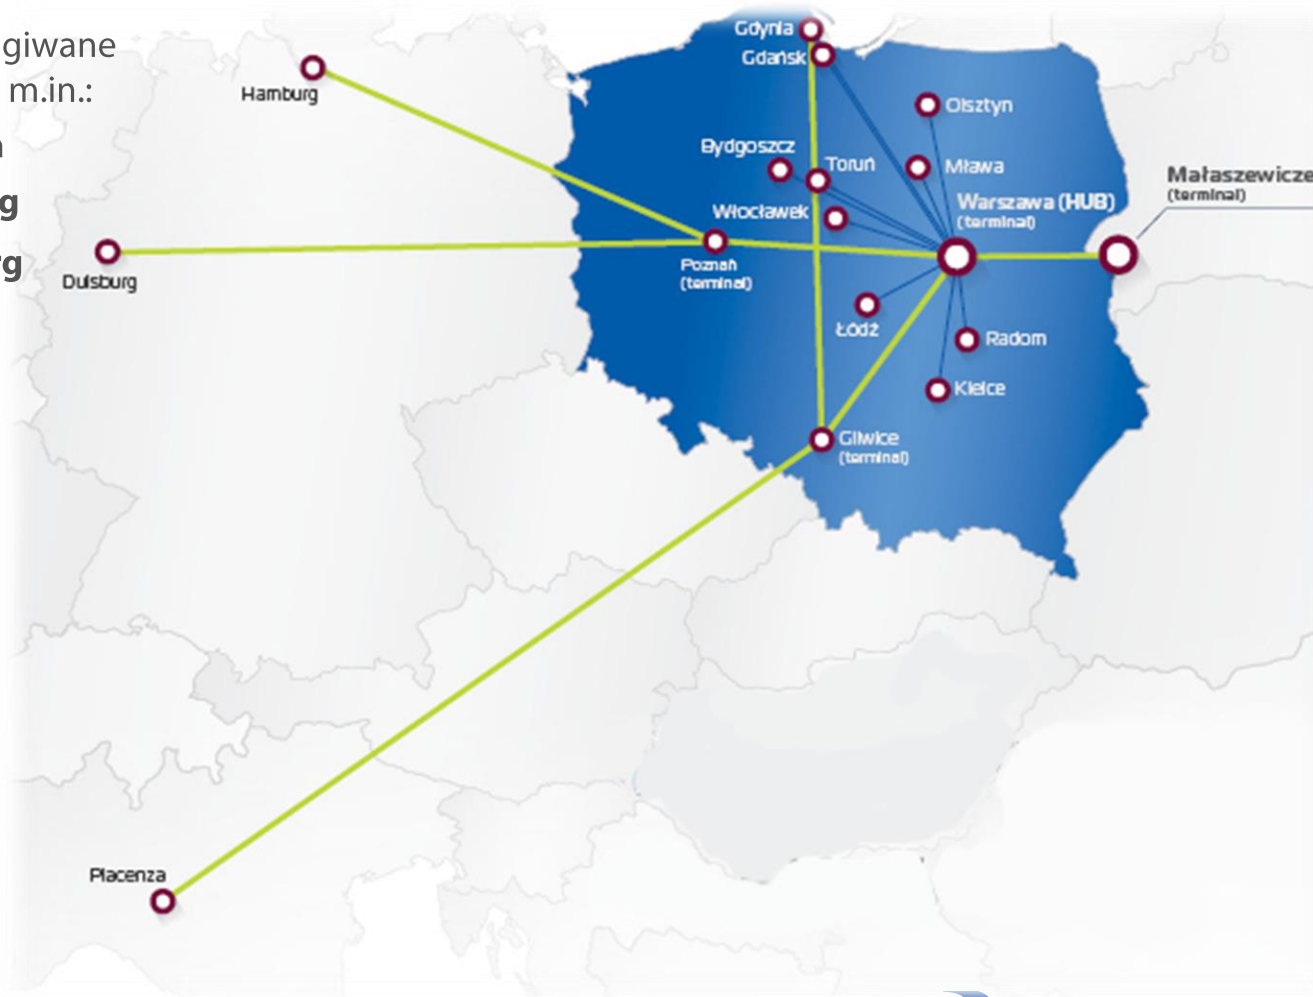 giwane
m.in.:
a
g
rg
Gdynia
Gdańsk
Hamburg
Olsztyn
Bydgoszcz
Toruń
Mława
Małaszewicze
(terminal)
Włocławek
Warszawa (HUB)
(terminal)
Duisburg
Poznań
(terminal)
Łódź
Radom
Kielce
Gliwice
(terminal)
Piacenza